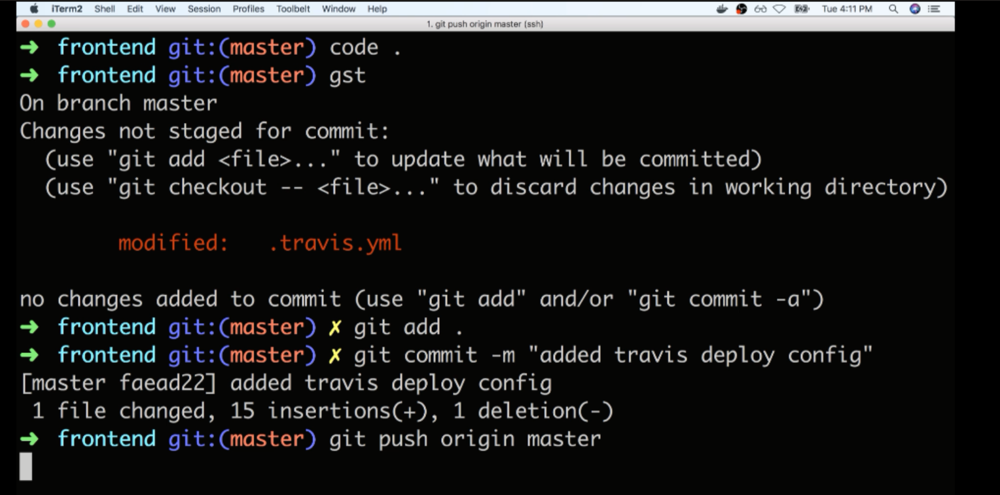 iTerm2 Shell Edit View Session Profiles Toolbelt Window Help Tue 4:11 PM
1. git push origin master (ssh)
➜ frontend git:(master) code .
➜ frontend git:(master) gst
On branch master
Changes not staged for commit:
  (use "git add <file>..." to update what will be committed)
  (use "git checkout -- <file>..." to discard changes in working directory)
        modified:   .travis.yml
no changes added to commit (use "git add" and/or "git commit -a")
➜ frontend git:(master) ✗ git add .
➜ frontend git:(master) ✗ git commit -m "added travis deploy config"
[master faead22] added travis deploy config
 1 file changed, 15 insertions(+), 1 deletion(-)
➜ frontend git:(master) git push origin master